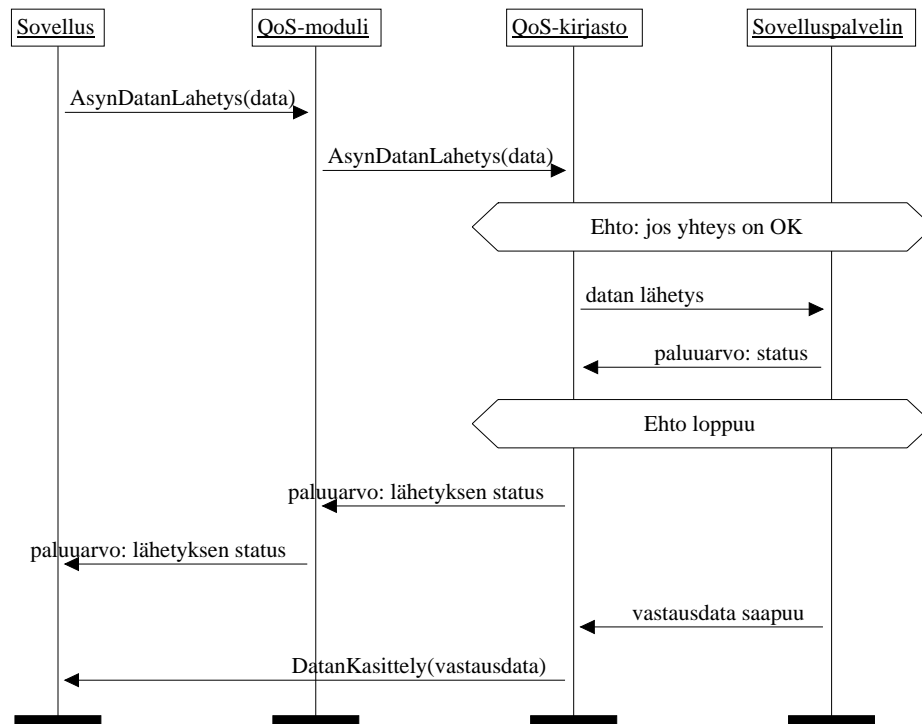 Sovellus
QoS-moduli
QoS-kirjasto
Sovelluspalvelin
AsynDatanLahetys(data)
AsynDatanLahetys(data)
Ehto: jos yhteys on OK
datan lähetys
paluuarvo: status
Ehto loppuu
paluuarvo: lähetyksen status
paluuarvo: lähetyksen status
vastausdata saapuu
DatanKasittely(vastausdata)